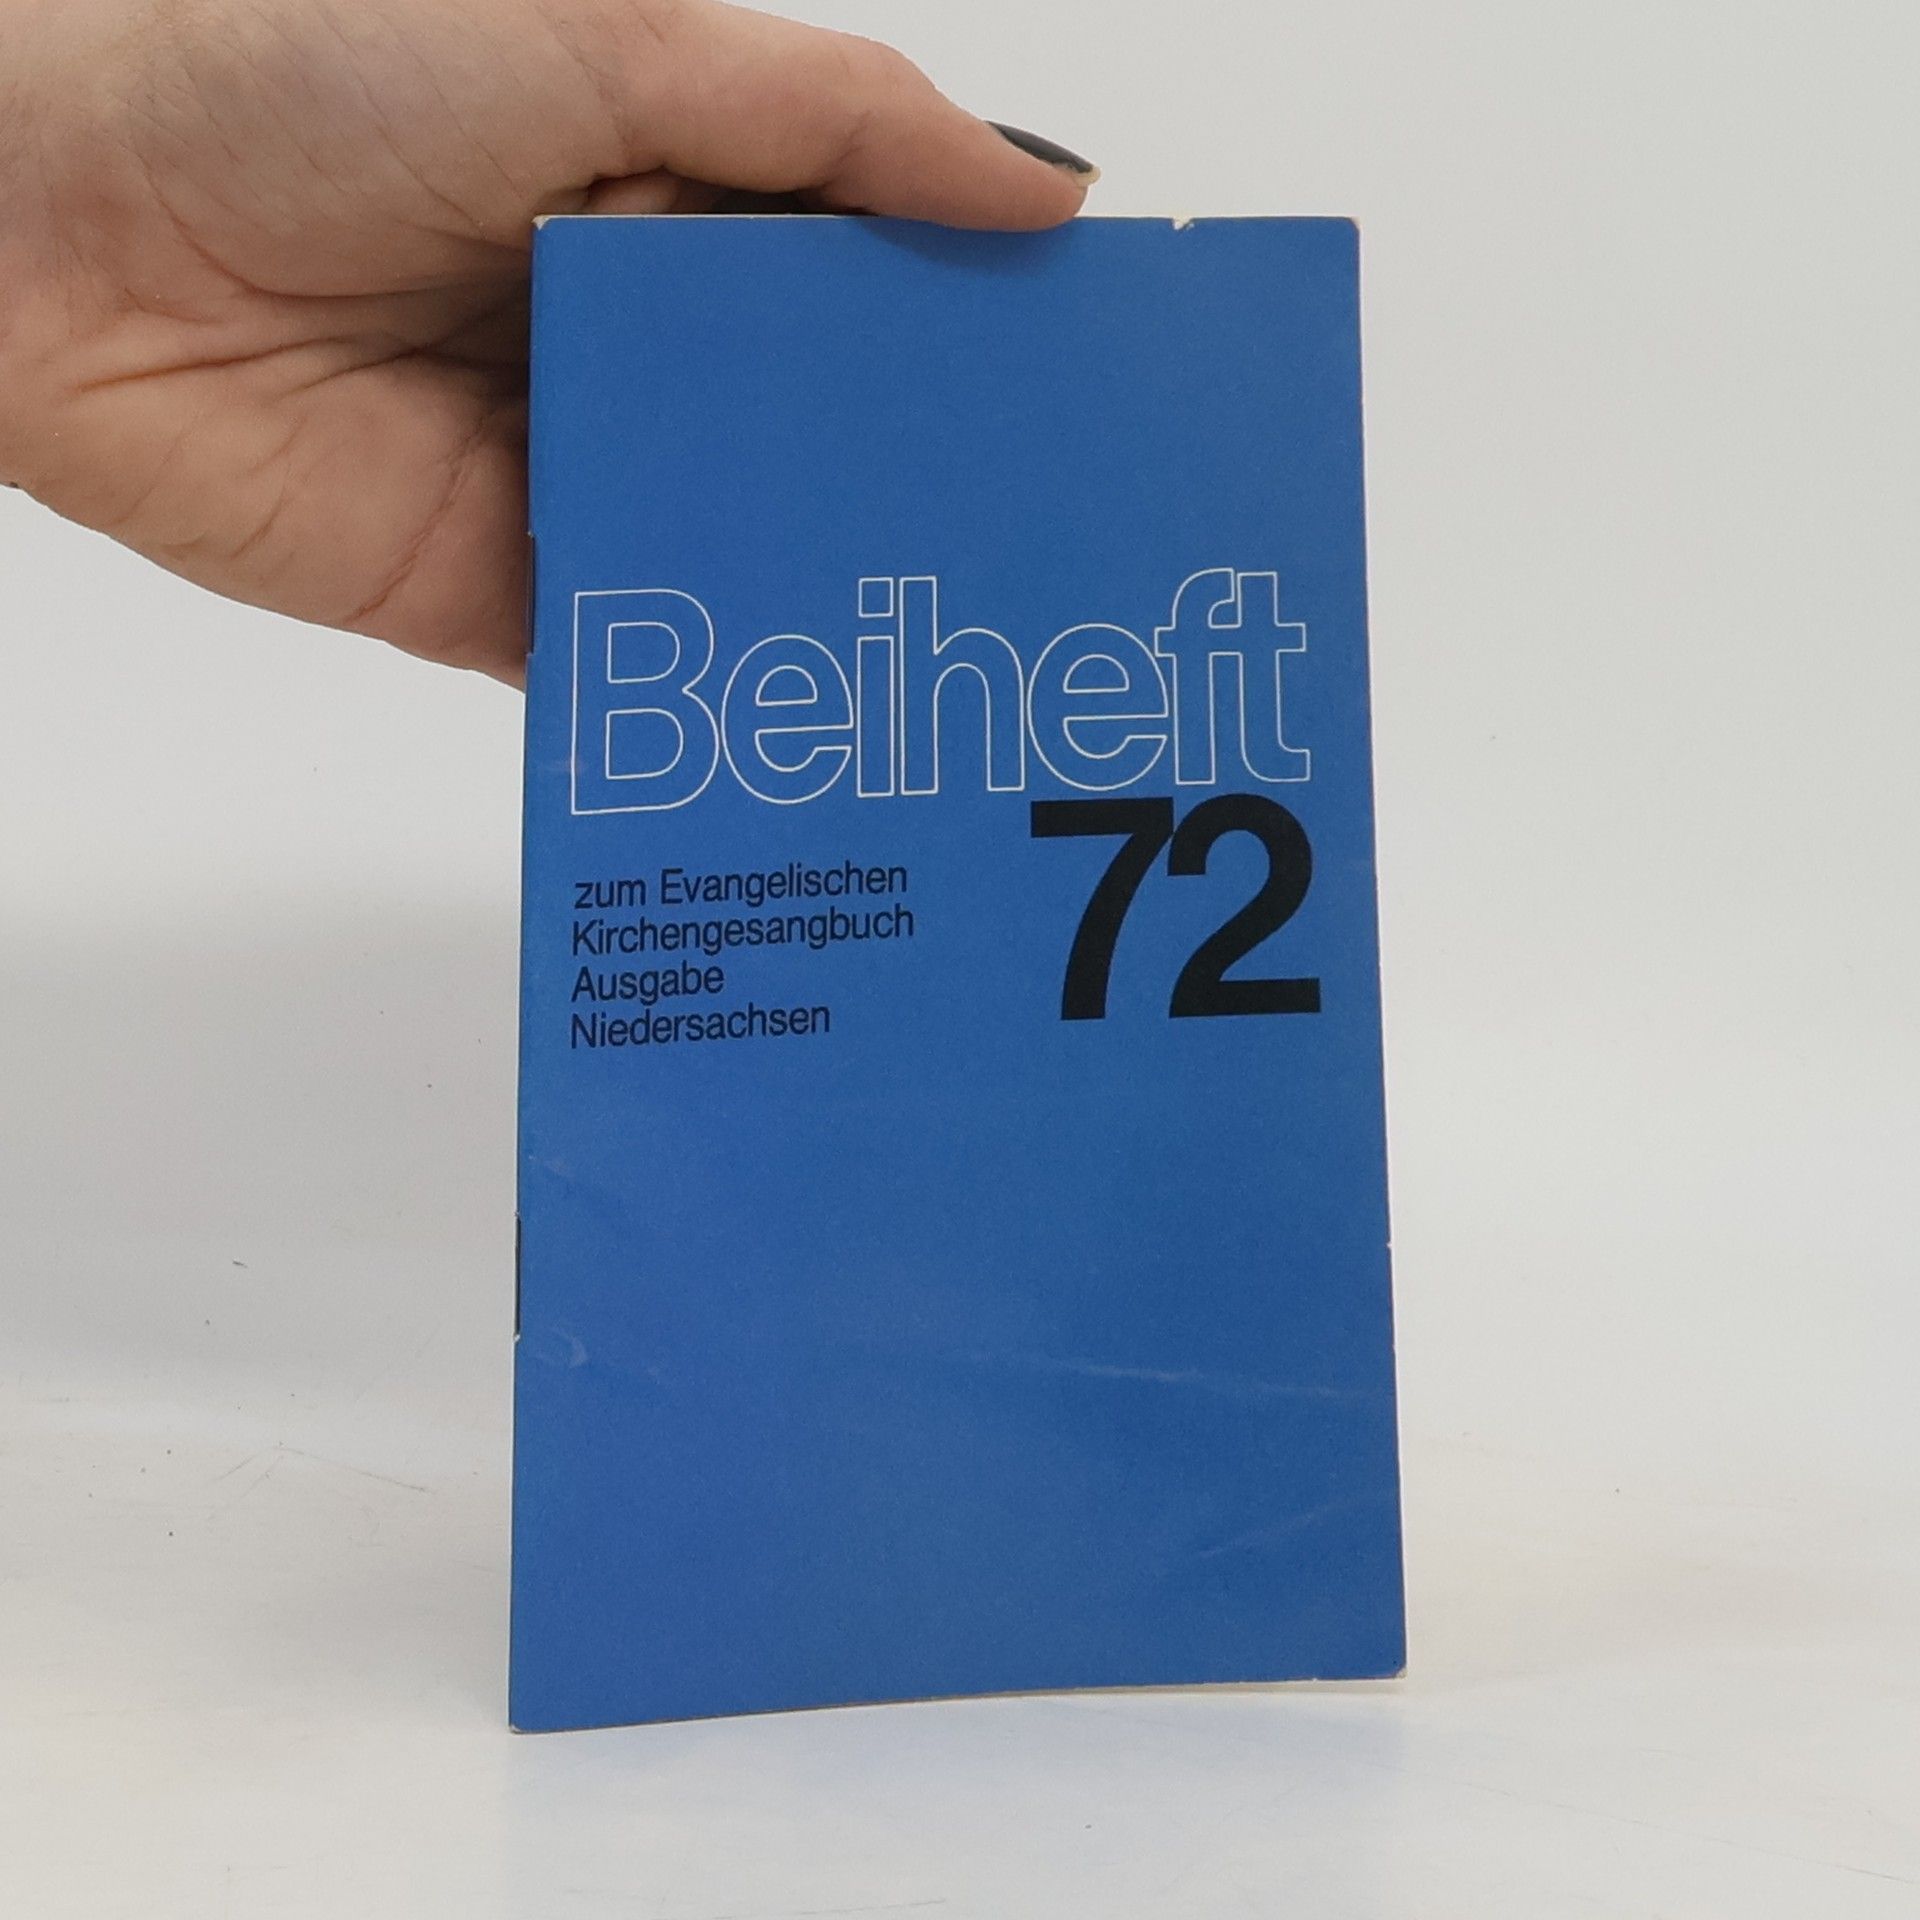 Beiheft
72
zum Evangelischen
Kirchengesangbuch
Ausgabe
Niedersachsen